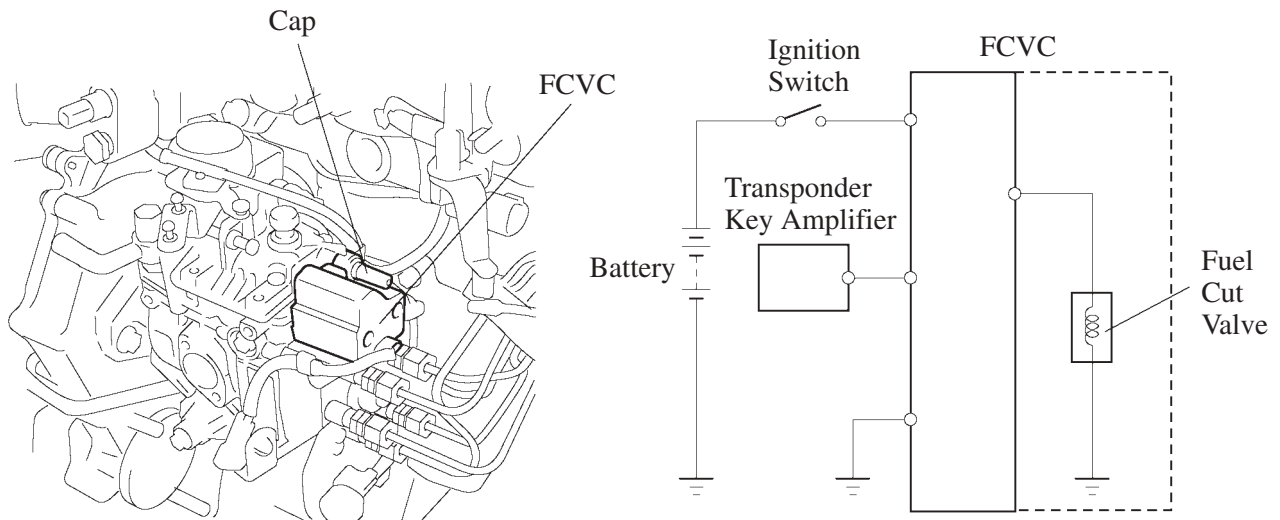 Cap
FCVC
FCVC
Ignition
Switch
Transponder
Key Amplifier
Battery
Fuel
Cut
Valve